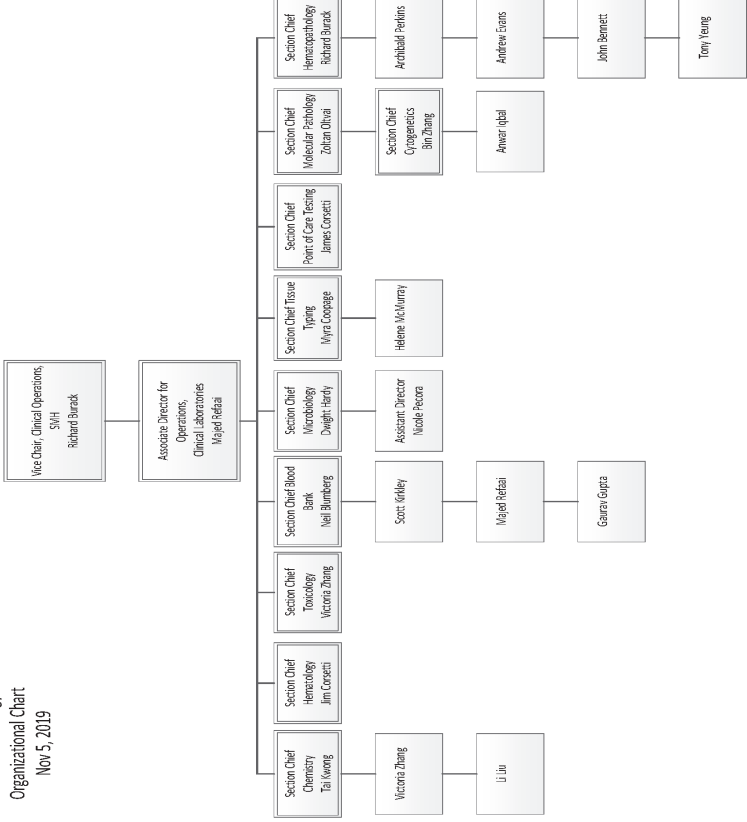 Organizational Chart
Nov 5, 2019
Vice Chair, Clinical Operations,
SMH
Richard Burack
Associate Director for
Operations,
Clinical Laboratories
Majed Refaai
Section Chief
Chemistry
Tai Kwong
Victoria Zhang
Li Liu
Section Chief
Hematology
Jim Corsetti
Section Chief
Toxicology
Victoria Zhang
Section Chief Blood
Bank
Neil Blumberg
Scott Kirkley
Majed Refaai
Gaurav Gupta
Section Chief
Microbiology
Dwight Hardy
Assistant Director
Nicole Pecora
Section Chief Tissue
Typing
Myra Coopage
Helene McMurray
Section Chief
Point of Care Testing
James Corsetti
Section Chief
Molecular Pathology
Zoltan Oltvai
Section Chief
Cytogenetics
Bin Zhang
Anwar Iqbal
Section Chief
Hematopathology
Richard Burack
Archibald Perkins
Andrew Evans
John Bennett
Tony Yeung